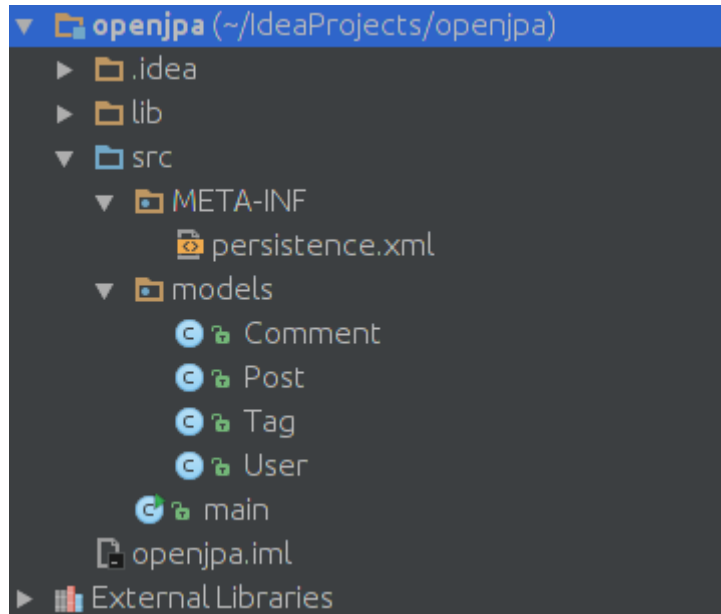 openjpa (~/IdeaProjects/openjpa)
.idea
lib
src
META-INF
persistence.xml
models
Comment
Post
Tag
User
main
openjpa.iml
External Libraries